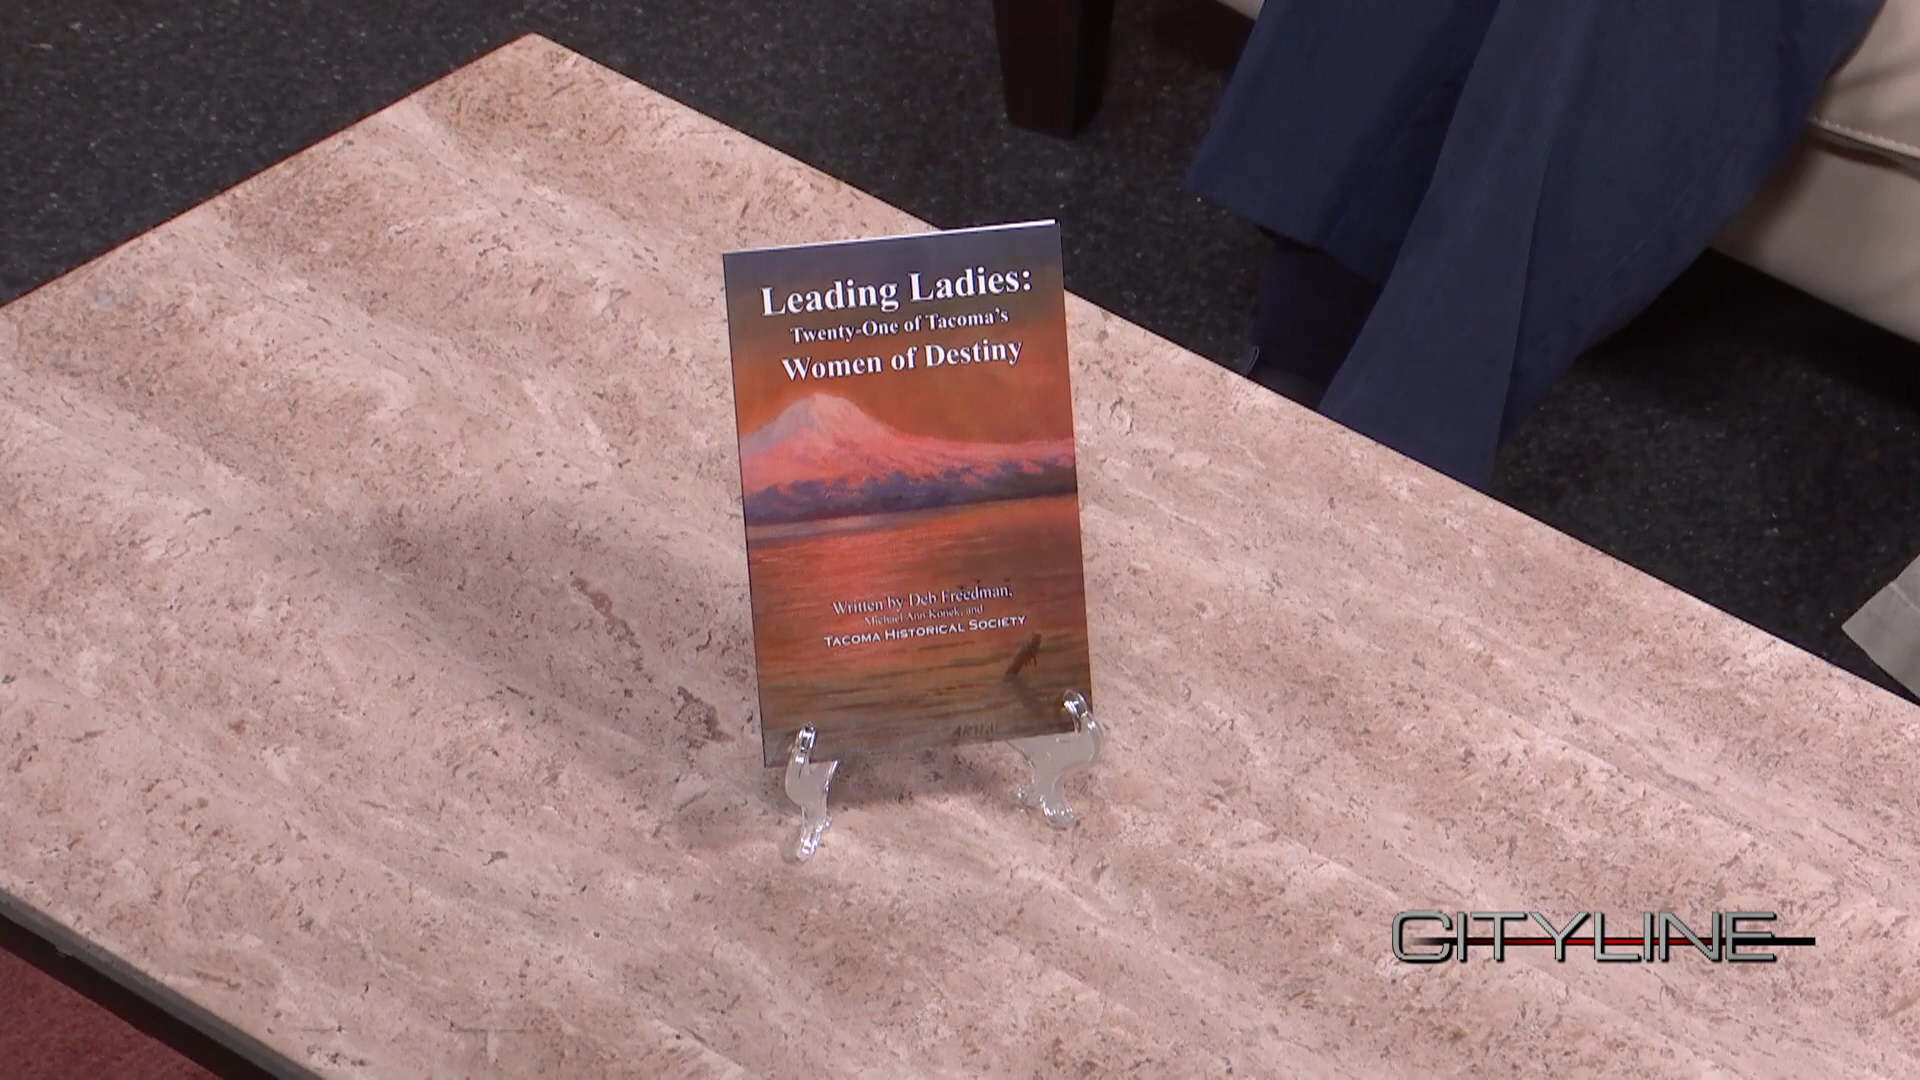 Leading Ladies:
Twenty-One of Tacoma's
Women of Destiny
Written by Deb Freedman,
Michael Ann Konek, and
TACOMA HISTORICAL SOCIETY
CITYLINE